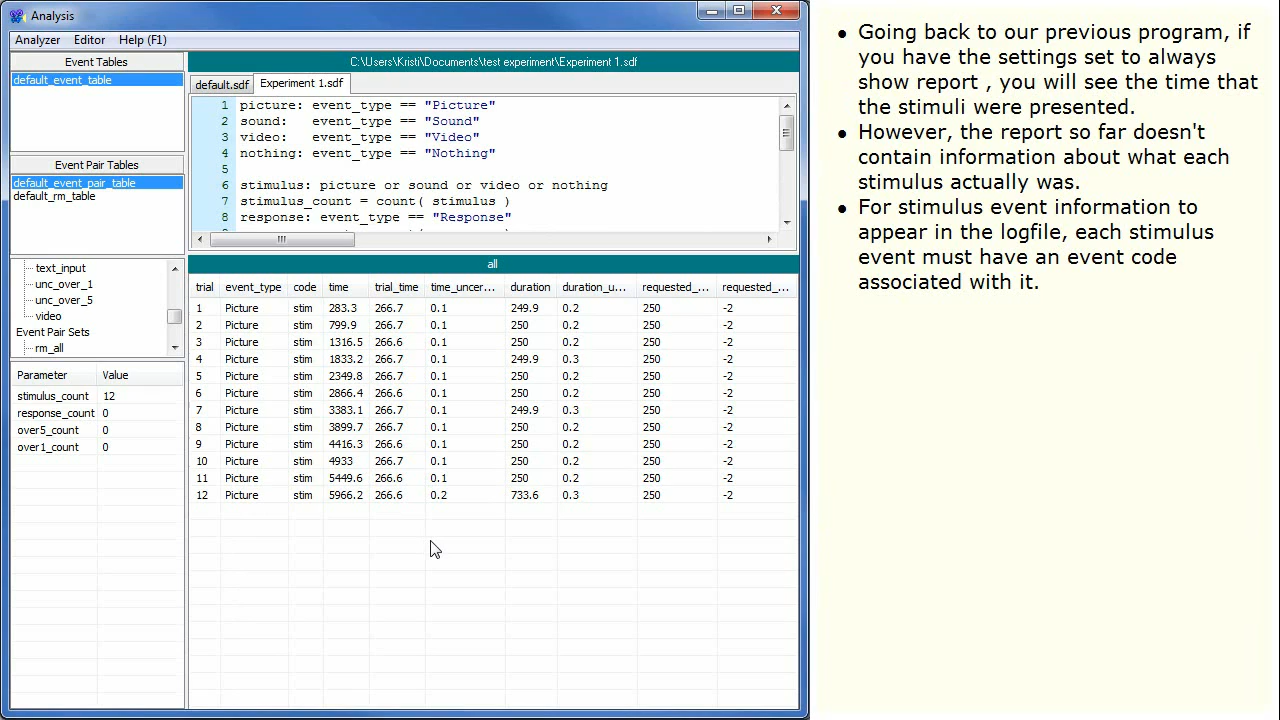 Analysis
Analyzer Editor Help (F1)
Event Tables
default_event_table
Event Pair Tables
default_event_pair_table
default_rm_table
text_input
unc_over_1
unc_over_5
video
Event Pair Sets
rm_all
Parameter Value
stimulus_count 12
response_count 0
over5_count 0
over1_count 0
C:\Users\Kristi\Documents\test experiment\Experiment 1.sdf
default.sdf Experiment 1.sdf
1 picture: event_type == "Picture"
2 sound: event_type == "Sound"
3 video: event_type == "Video"
4 nothing: event_type == "Nothing"
5
6 stimulus: picture or sound or video or nothing
7 stimulus_count = count( stimulus )
8 response: event_type == "Response"
all
trial event_type code time trial_time time_uncer... duration duration_u... requested_... requested_...
1 Picture stim 283.3 266.7 0.1 249.9 0.2 250 -2
2 Picture stim 799.9 266.7 0.1 250 0.2 250 -2
3 Picture stim 1316.5 266.6 0.1 250 0.2 250 -2
4 Picture stim 1833.2 266.7 0.1 249.9 0.3 250 -2
5 Picture stim 2349.8 266.7 0.1 250 0.2 250 -2
6 Picture stim 2866.4 266.6 0.1 250 0.2 250 -2
7 Picture stim 3383.1 266.7 0.1 249.9 0.3 250 -2
8 Picture stim 3899.7 266.7 0.1 250 0.2 250 -2
9 Picture stim 4416.3 266.6 0.1 250 0.2 250 -2
10 Picture stim 4933 266.7 0.1 250 0.2 250 -2
11 Picture stim 5449.6 266.6 0.1 250 0.2 250 -2
12 Picture stim 5966.2 266.6 0.2 733.6 0.3 250 -2
• Going back to our previous program, if
you have the settings set to always
show report , you will see the time that
the stimuli were presented.
• However, the report so far doesn't
contain information about what each
stimulus actually was.
• For stimulus event information to
appear in the logfile, each stimulus
event must have an event code
associated with it.